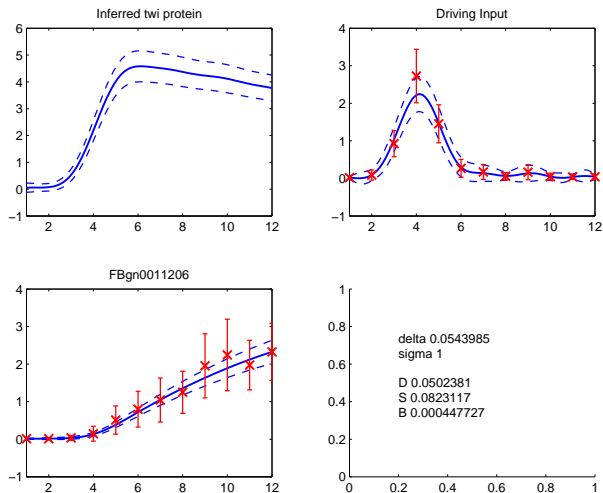 Inferred twi protein
6
5
4
3
2
1
0
−1
2 4 6 8 10 12
Driving Input
4
3
2
1
0
−1
2 4 6 8 10 12
FBgn0011206
4
3
2
1
0
−1
2 4 6 8 10 12
1
0.8
0.6
0.4
0.2
0
0 0.2 0.4 0.6 0.8 1
delta 0.0543985
sigma 1
D 0.0502381
S 0.0823117
B 0.000447727